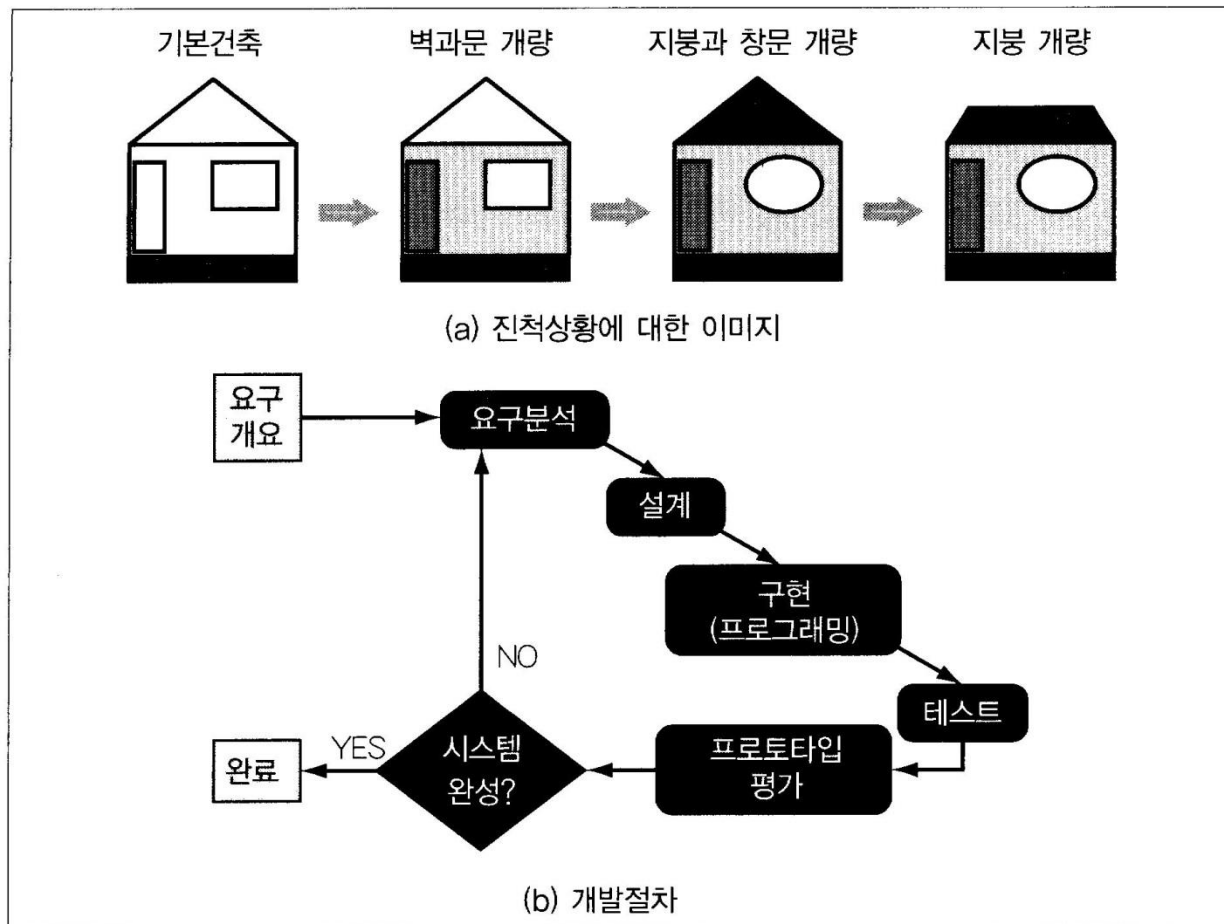 기본건축
벽과문 개량
지붕과 창문 개량
지붕 개량
(a) 진척상황에 대한 이미지
요구
개요
요구분석
설계
구현
(프로그래밍)
테스트
프로토타입
평가
시스템
완성?
NO
YES
완료
(b) 개발절차